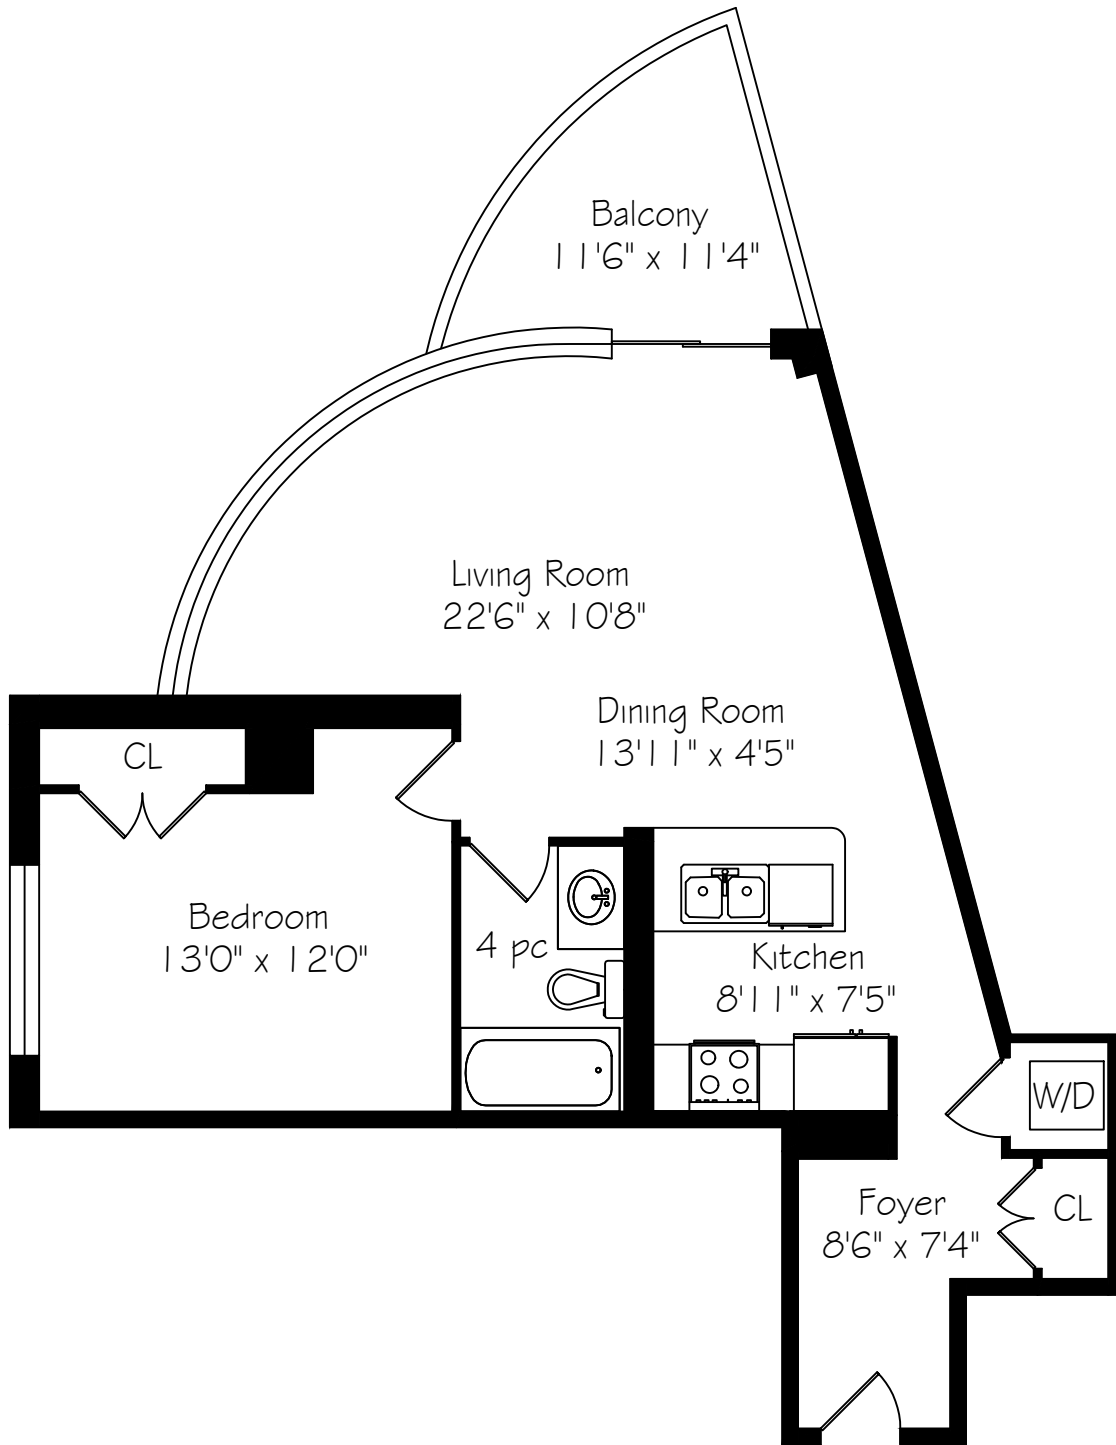 Balcony
11'6" x 11'4"
Living Room
22'6" x 10'8"
Dining Room
13'11" x 4'5"
CL
Bedroom
13'0" x 12'0"
4 pc
Kitchen
8'11" x 7'5"
W/D
Foyer
8'6" x 7'4"
CL